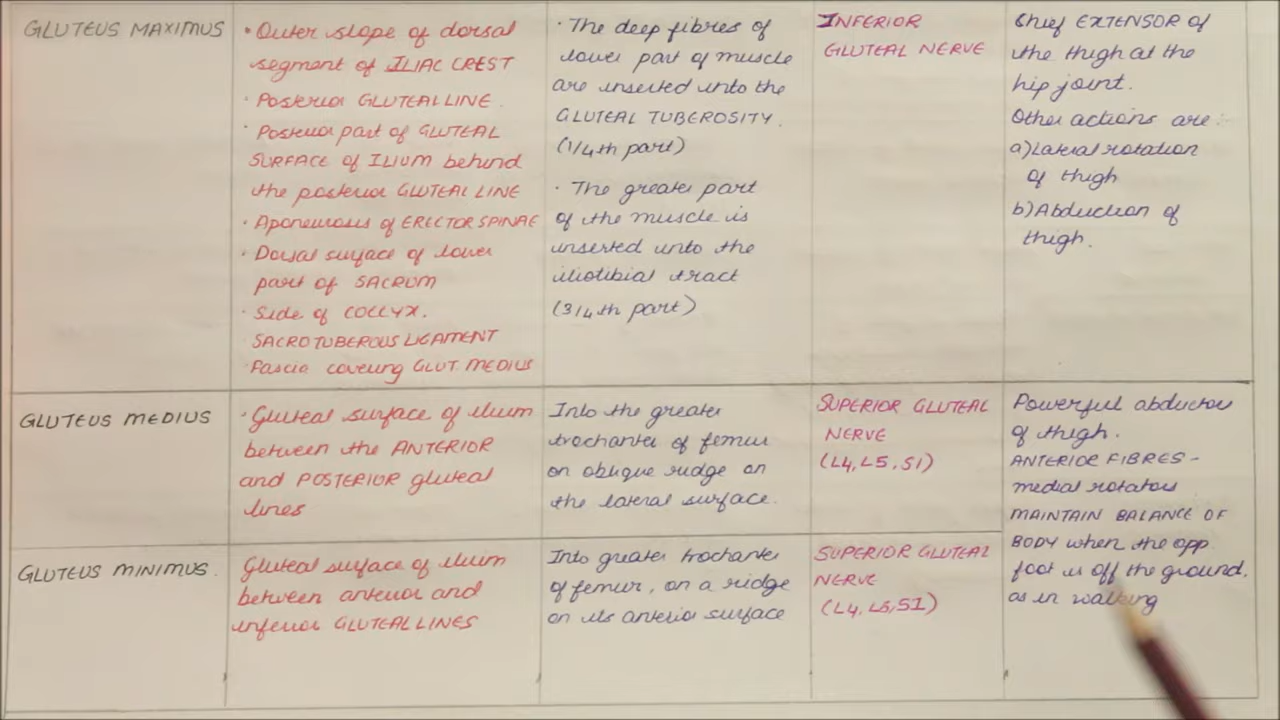 GLUTEUS MAXIMUS
• Outer slope of dorsal
segment of ILIAC CREST
• Posterior GLUTEAL LINE
• Posterior part of GLUTEAL
SURFACE of ILIUM behind
the posterior GLUTEAL LINE
• Aponeurosis of ERECTOR SPINAE
• Dorsal surface of lower
part of SACRUM
• Side of COCCYX.
SACROTUBEROUS LIGAMENT
• Fascia covering GLUT. MEDIUS
• The deep fibres of
lower part of muscle
are inserted into the
GLUTEAL TUBEROSITY.
(1/4th part)
• The greater part
of the muscle is
inserted into the
iliotibial tract
(3/4th part)
INFERIOR
GLUTEAL NERVE
Chief EXTENSOR of
the thigh at the
hip joint.
Other actions are:-
a) Lateral rotation
of thigh
b) Abduction of
thigh.
GLUTEUS MEDIUS
• Gluteal surface of ilium
between the ANTERIOR
and POSTERIOR gluteal
lines
Into the greater
trochanter of femur
on oblique ridge on
the lateral surface.
SUPERIOR GLUTEAL
NERVE
(L4, L5, S1)
Powerful abductor
of thigh.
ANTERIOR FIBRES -
medial rotators
MAINTAIN BALANCE OF
BODY when the opp.
foot is off the ground.
as in walking
GLUTEUS MINIMUS.
Gluteal surface of ilium
between anterior and
inferior GLUTEAL LINES
Into greater trochanter
of femur, on a ridge
on its anterior surface
SUPERIOR GLUTEAL
NERVE
(L4, L5, S1)